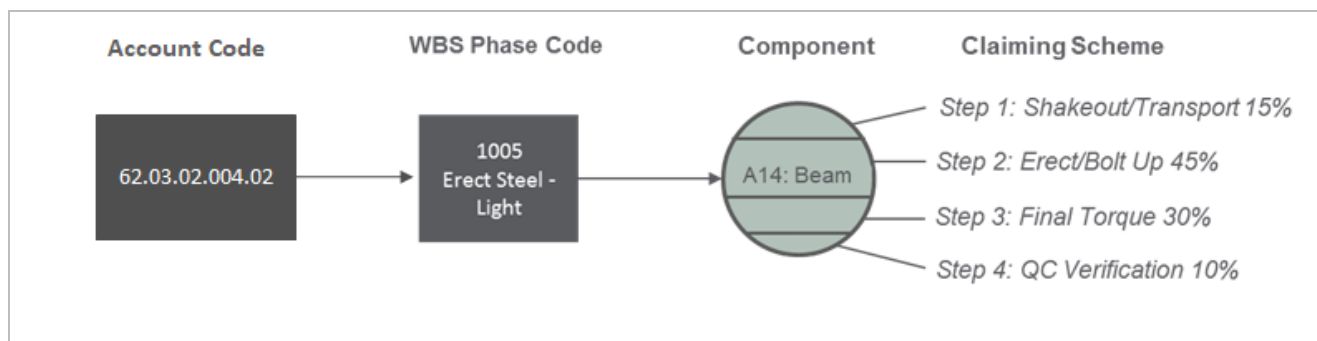 Account Code
WBS Phase Code
Component
Claiming Scheme
62.03.02.004.02
1005
Erect Steel -
Light
A14: Beam
Step 1: Shakeout/Transport 15%
Step 2: Erect/Bolt Up 45%
Step 3: Final Torque 30%
Step 4: QC Verification 10%